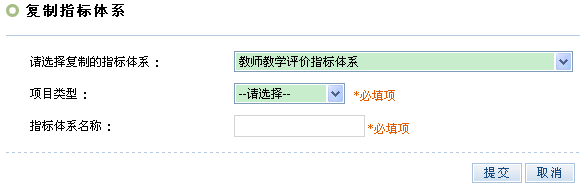 复制指标体系
请选择复制的指标体系： 教师教学评价指标体系
项目类型： --请选择-- *必填项
指标体系名称： *必填项
提交 取消